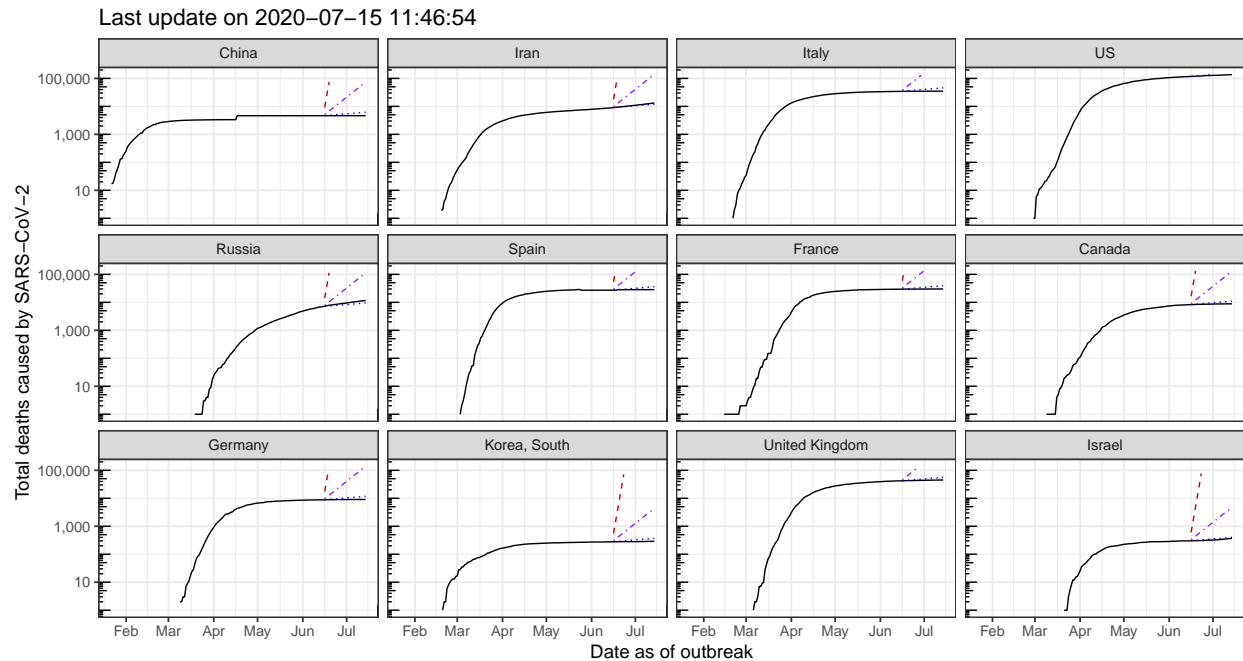 Last update on 2020−07−15 11:46:54
China
Iran
Italy
US
100,000
1,000
10
Russia
Spain
France
Canada
100,000
1,000
10
Germany
Korea, South
United Kingdom
Israel
100,000
1,000
10
Feb Mar Apr May Jun Jul
Feb Mar Apr May Jun Jul
Feb Mar Apr May Jun Jul
Feb Mar Apr May Jun Jul
Date as of outbreak
Total deaths caused by SARS−CoV−2